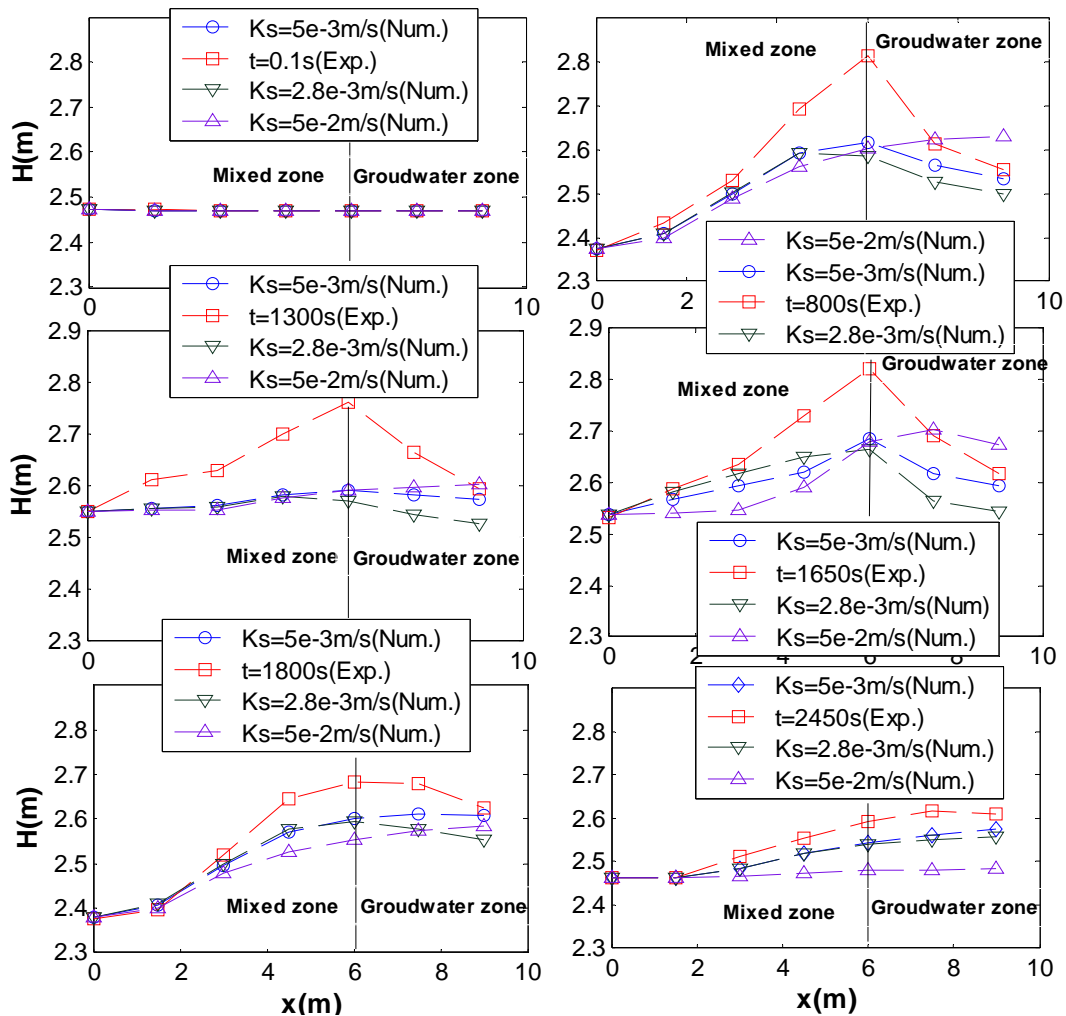 Ks=5e-3m/s(Num.)
t=0.1s(Exp.)
Ks=2.8e-3m/s(Num.)
Ks=5e-2m/s(Num.)
H(m)
2.9
2.8
2.7
2.6
2.5
2.4
2.3
Mixed zone
Groudwater zone
0
10
Mixed zone
Groudwater zone
2.9
2.8
2.7
2.6
2.5
2.4
2.3
0
2
10
Ks=5e-2m/s(Num.)
Ks=5e-3m/s(Num.)
t=800s(Exp.)
Ks=2.8e-3m/s(Num.)
Ks=5e-3m/s(Num.)
t=1300s(Exp.)
Ks=2.8e-3m/s(Num.)
Ks=5e-2m/s(Num.)
2.9
2.8
2.7
2.6
2.5
2.4
2.3
Mixed zone
Groudwater zone
0
10
Mixed zone
Groudwater zone
2.9
2.8
2.7
2.6
2.5
2.4
2.3
0
2
4
6
8
10
Ks=5e-3m/s(Num.)
t=1650s(Exp.)
Ks=2.8e-3m/s(Num)
Ks=5e-2m/s(Num.)
Ks=5e-3m/s(Num.)
t=1800s(Exp.)
Ks=2.8e-3m/s(Num.)
Ks=5e-2m/s(Num.)
H(m)
2.8
2.7
2.6
2.5
2.4
2.3
Mixed zone
Groudwater zone
0
2
4
6
8
10
x(m)
Ks=5e-3m/s(Num.)
t=2450s(Exp.)
Ks=2.8e-3m/s(Num.)
Ks=5e-2m/s(Num.)
2.8
2.7
2.6
2.5
2.4
2.3
Mixed zone
Groudwater zone
0
2
4
6
8
10
x(m)